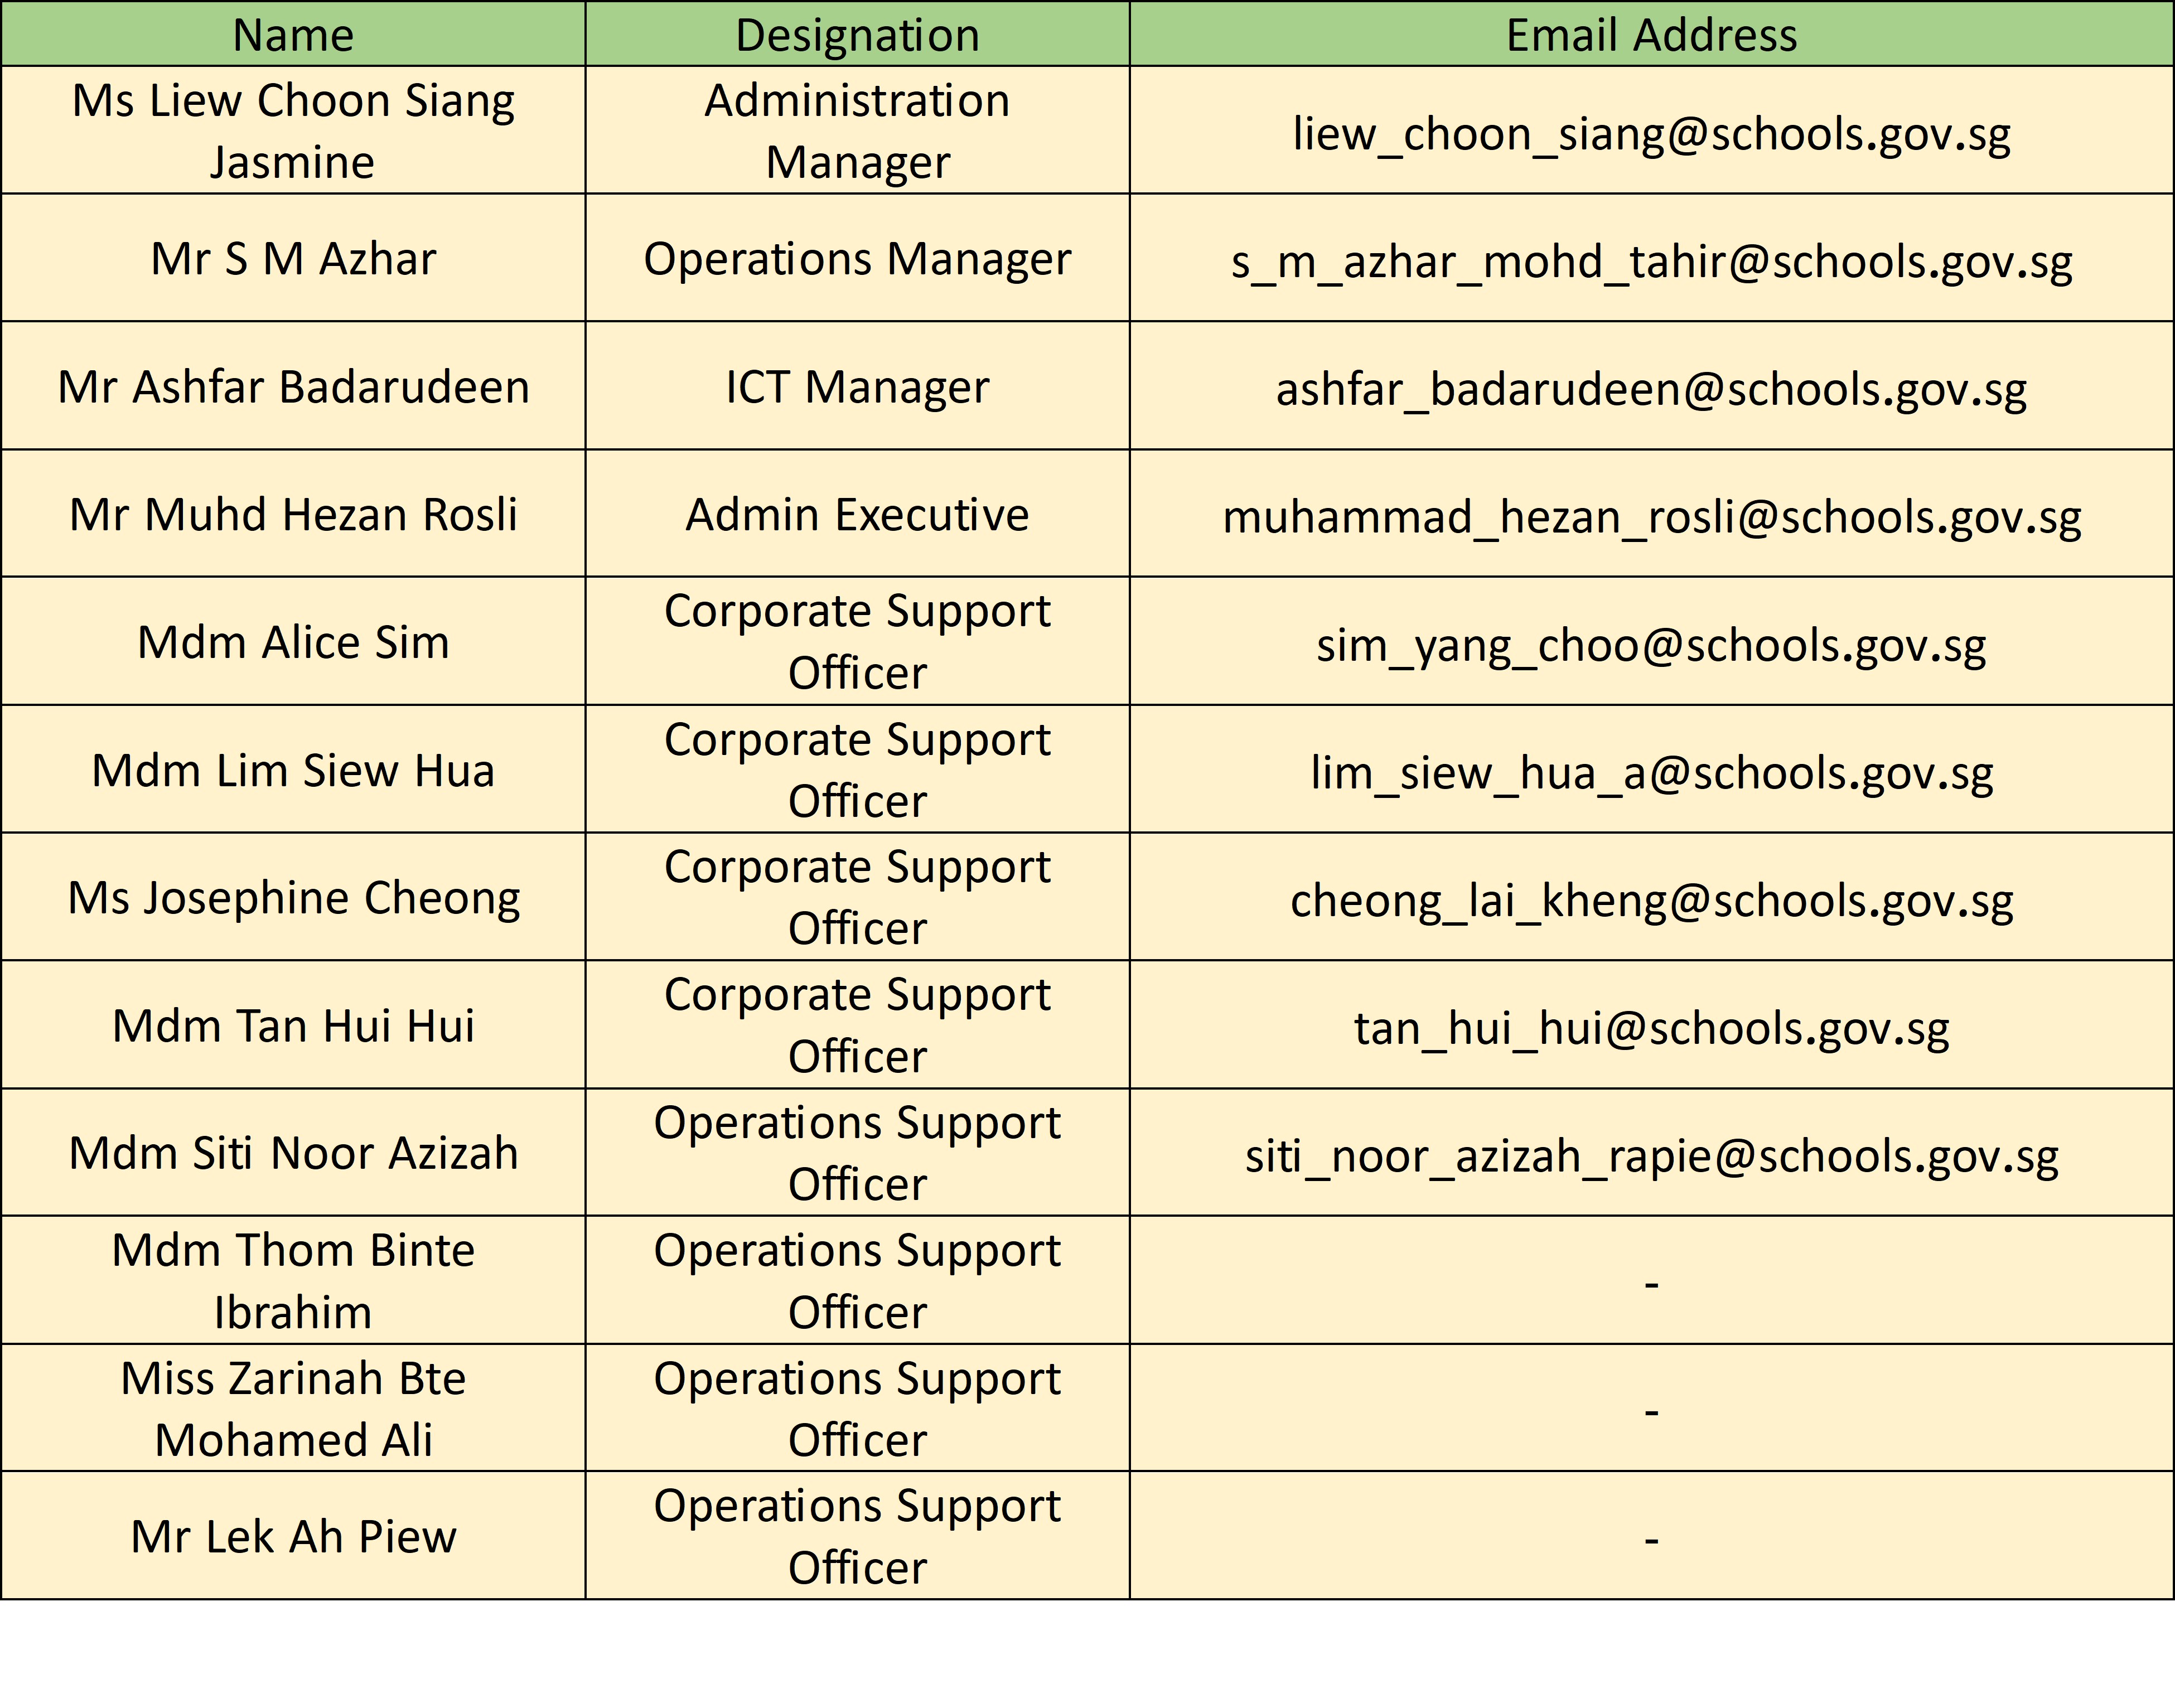 Name Designation Email Address
Ms Liew Choon Siang Jasmine Administration Manager liew_choon_siang@schools.gov.sg
Mr S M Azhar Operations Manager s_m_azhar_mohd_tahir@schools.gov.sg
Mr Ashfar Badarudeen ICT Manager ashfar_badarudeen@schools.gov.sg
Mr Muhd Hezan Rosli Admin Executive muhammad_hezan_rosli@schools.gov.sg
Mdm Alice Sim Corporate Support Officer sim_yang_choo@schools.gov.sg
Mdm Lim Siew Hua Corporate Support Officer lim_siew_hua_a@schools.gov.sg
Ms Josephine Cheong Corporate Support Officer cheong_lai_kheng@schools.gov.sg
Mdm Tan Hui Hui Corporate Support Officer tan_hui_hui@schools.gov.sg
Mdm Siti Noor Azizah Operations Support Officer siti_noor_azizah_rapie@schools.gov.sg
Mdm Thom Binte Ibrahim Operations Support Officer -
Miss Zarinah Bte Mohamed Ali Operations Support Officer -
Mr Lek Ah Piew Operations Support Officer -